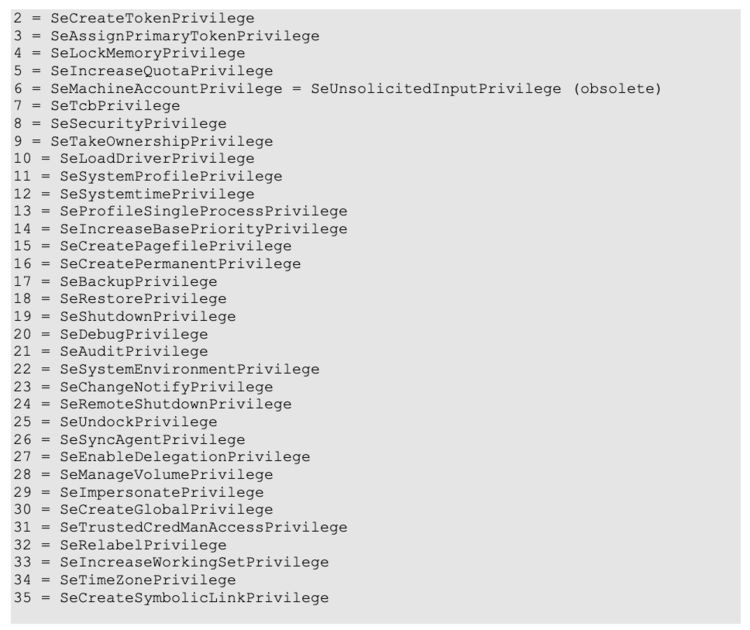 2 = SeCreateTokenPrivilege
3 = SeAssignPrimaryTokenPrivilege
4 = SeLockMemoryPrivilege
5 = SeIncreaseQuotaPrivilege
6 = SeMachineAccountPrivilege = SeUnsolicitedInputPrivilege (obsolete)
7 = SeTcbPrivilege
8 = SeSecurityPrivilege
9 = SeTakeOwnershipPrivilege
10 = SeLoadDriverPrivilege
11 = SeSystemProfilePrivilege
12 = SeSystemtimePrivilege
13 = SeProfileSingleProcessPrivilege
14 = SeIncreaseBasePriorityPrivilege
15 = SeCreatePagefilePrivilege
16 = SeCreatePermanentPrivilege
17 = SeBackupPrivilege
18 = SeRestorePrivilege
19 = SeShutdownPrivilege
20 = SeDebugPrivilege
21 = SeAuditPrivilege
22 = SeSystemEnvironmentPrivilege
23 = SeChangeNotifyPrivilege
24 = SeRemoteShutdownPrivilege
25 = SeUndockPrivilege
26 = SeSyncAgentPrivilege
27 = SeEnableDelegationPrivilege
28 = SeManageVolumePrivilege
29 = SeImpersonatePrivilege
30 = SeCreateGlobalPrivilege
31 = SeTrustedCredManAccessPrivilege
32 = SeRelabelPrivilege
33 = SeIncreaseWorkingSetPrivilege
34 = SeTimeZonePrivilege
35 = SeCreateSymbolicLinkPrivilege